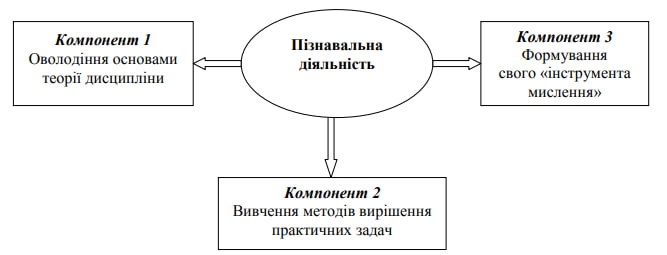 Компонент 1
Оволодіння основами
теорії дисципліни
Пізнавальна
діяльність
Компонент 3
Формування
свого «інструмента
мислення»
Компонент 2
Вивчення методів вирішення
практичних задач